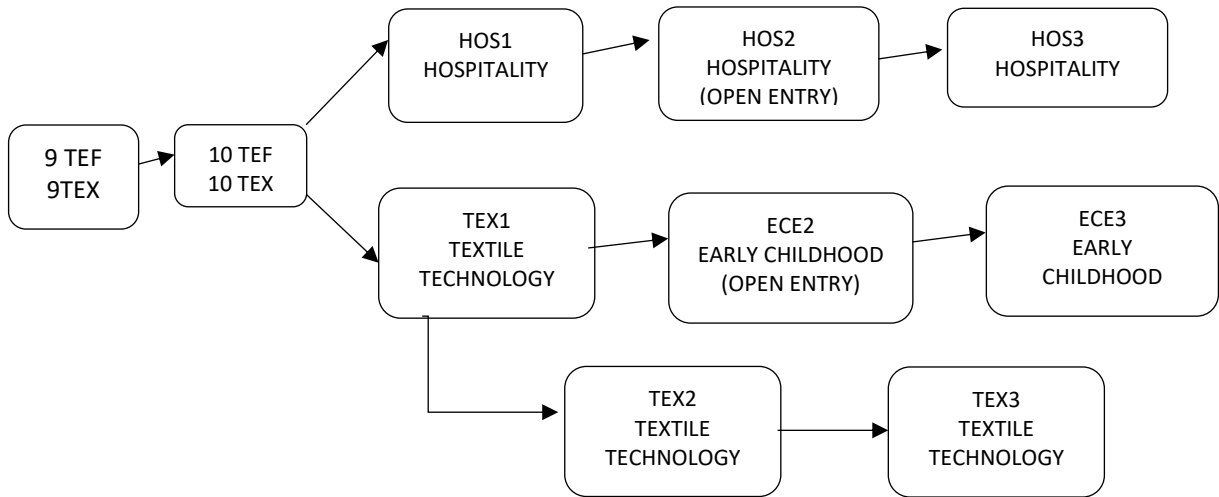 HOS1
HOSPITALITY
HOS2
HOSPITALITY
(OPEN ENTRY)
HOS3
HOSPITALITY
9 TEF
9TEX
10 TEF
10 TEX
TEX1
TEXTILE
TECHNOLOGY
ECE2
EARLY CHILDHOOD
(OPEN ENTRY)
ECE3
EARLY
CHILDHOOD
TEX2
TEXTILE
TECHNOLOGY
TEX3
TEXTILE
TECHNOLOGY